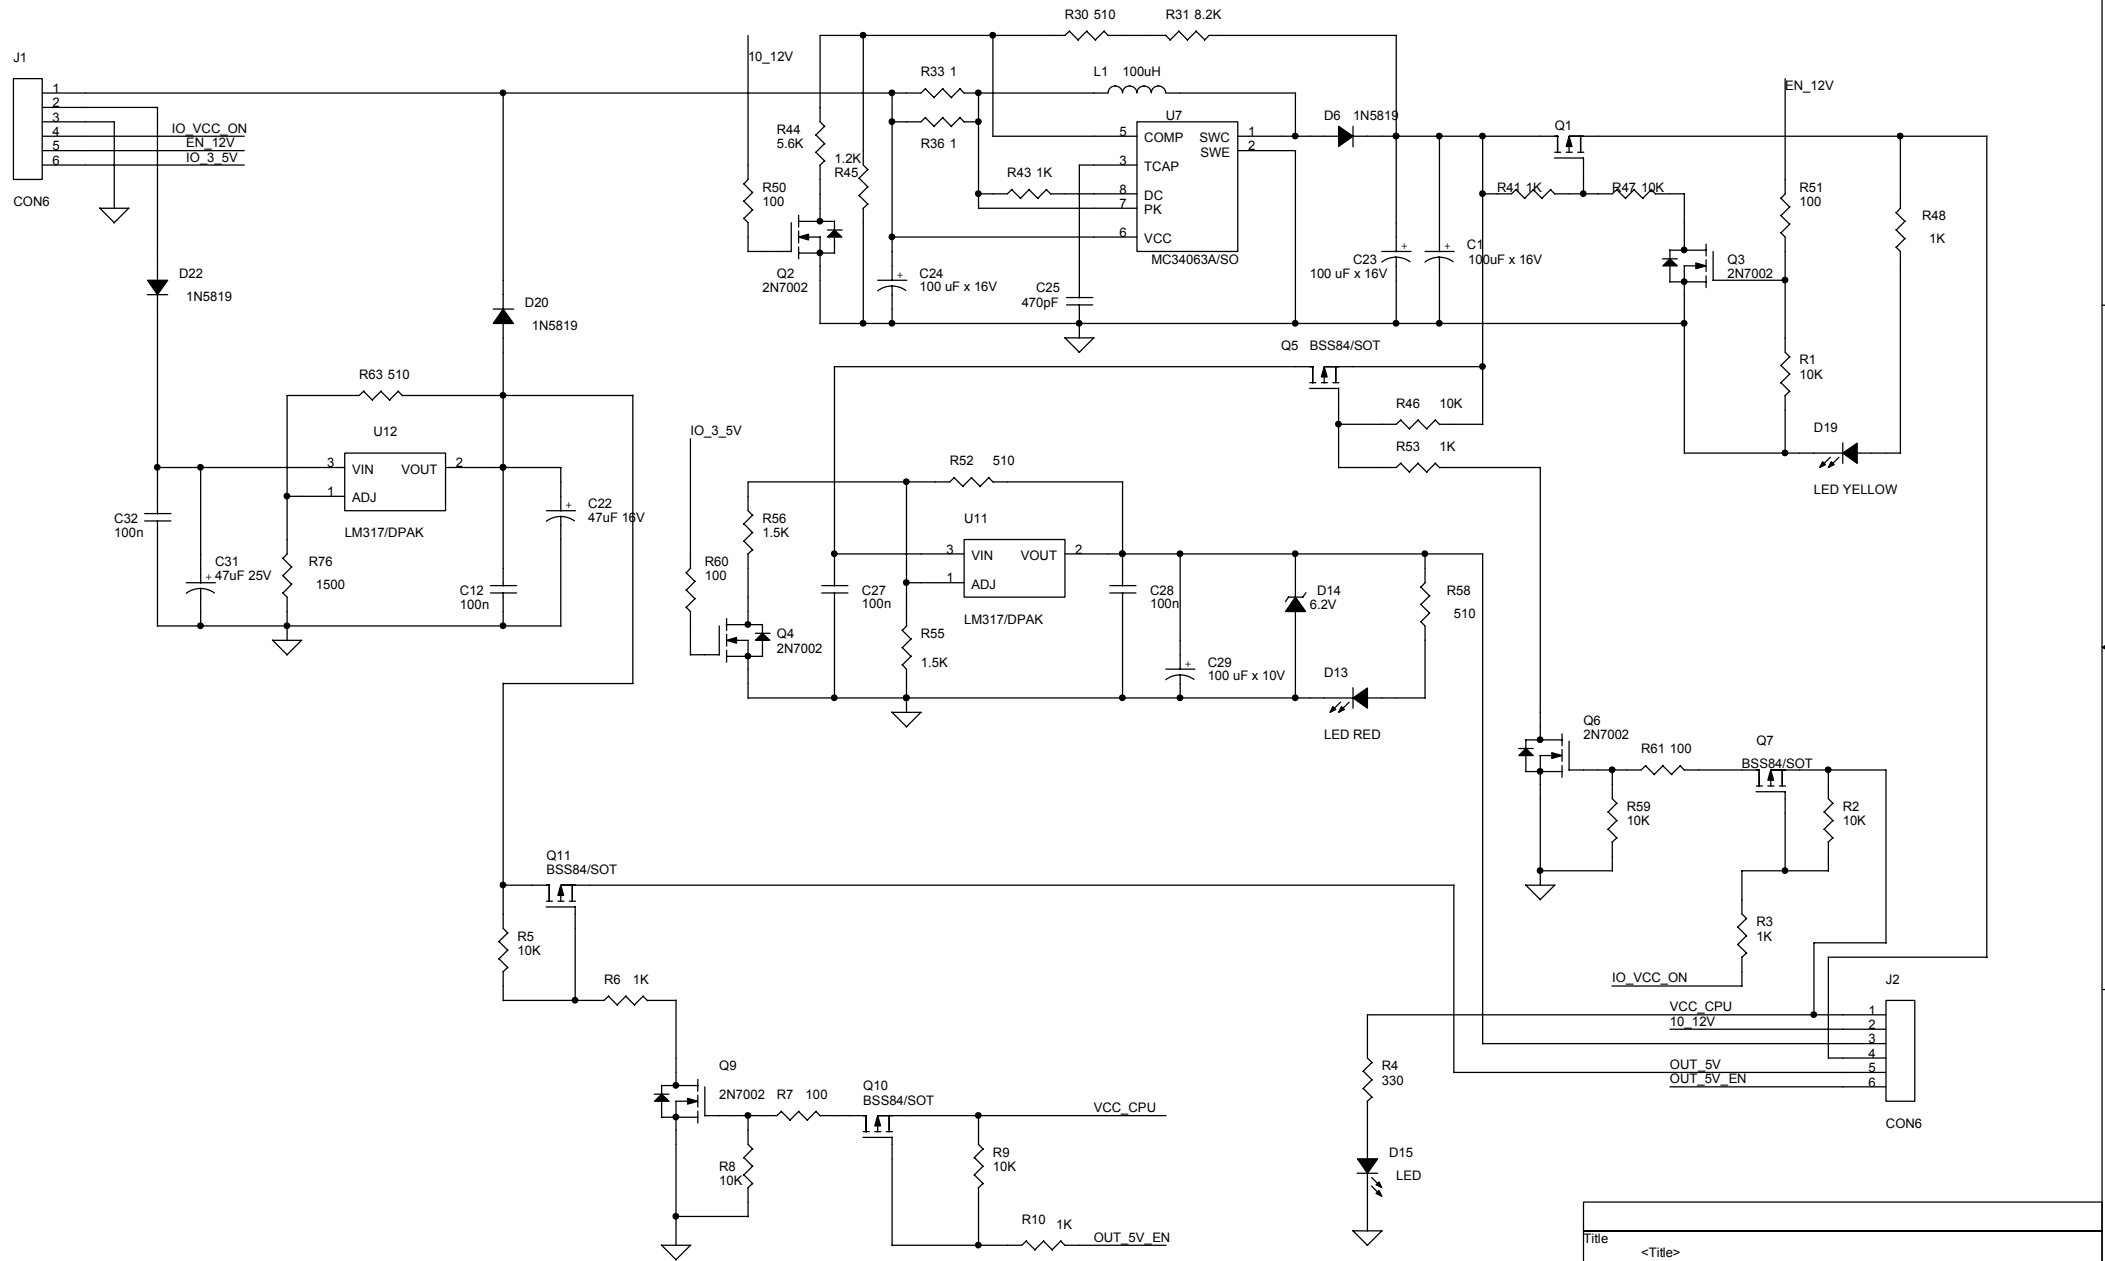 R30 510
R31 8.2K
J1
10_12V
R33 1
L1 100uH
EN_12V
1
2
3
4
5
6
IO_VCC_ON
EN_12V
IO_3_5V
CON6
R44
5.6K
1.2K
R45
R36 1
R43 1K
U7
5 COMP SWC 1
SWE 2
3 TCAP
8 DC
7 PK
6 VCC
MC34063A/SO
D6 1N5819
Q1
R50
100
R41 1K
R47 10K
R51
100
R48
1K
Q2
2N7002
C24
100 uF x 16V
C25
470pF
C23
100 uF x 16V
C1
100uF x 16V
Q3
2N7002
D22
1N5819
D20
1N5819
Q5 BSS84/SOT
R1
10K
R63 510
R46 10K
U12
IO_3_5V
R53 1K
D19
LED YELLOW
3 VIN VOUT 2
1 ADJ
LM317/DPAK
C22
47uF 16V
C32
100n
C31
47uF 25V
R76
1500
C12
100n
R52 510
R56
1.5K
U11
3 VIN VOUT 2
1 ADJ
LM317/DPAK
R60
100
C27
100n
C28
100n
D14
6.2V
R58
510
Q4
2N7002
R55
1.5K
C29
100 uF x 10V
D13
LED RED
Q6
2N7002
R61 100
Q7
BSS84/SOT
R59
10K
R2
10K
Q11
BSS84/SOT
R5
10K
R3
1K
R6 1K
IO_VCC_ON
J2
VCC_CPU
10_12V
OUT_5V
OUT_5V_EN
1
2
3
4
5
6
CON6
Q9
2N7002
R7 100
Q10
BSS84/SOT
VCC_CPU
R4
330
R8
10K
R9
10K
D15
LED
R10 1K
OUT_5V_EN
Title
<Title>